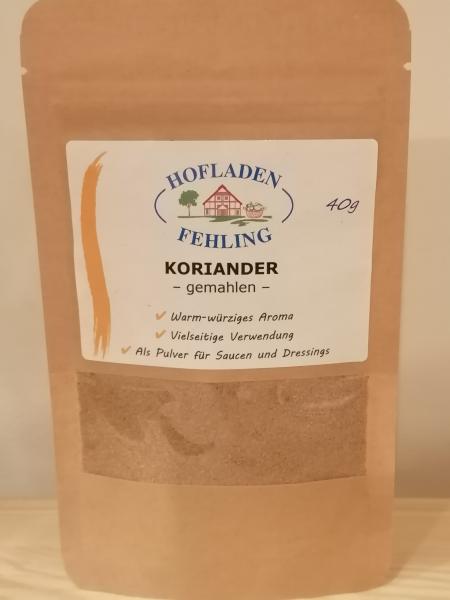 HOFLADEN
FEHLING
40g
KORIANDER
– gemahlen –
✔ Warm-würziges Aroma
✔ Vielseitige Verwendung
✔ Als Pulver für Saucen und Dressings